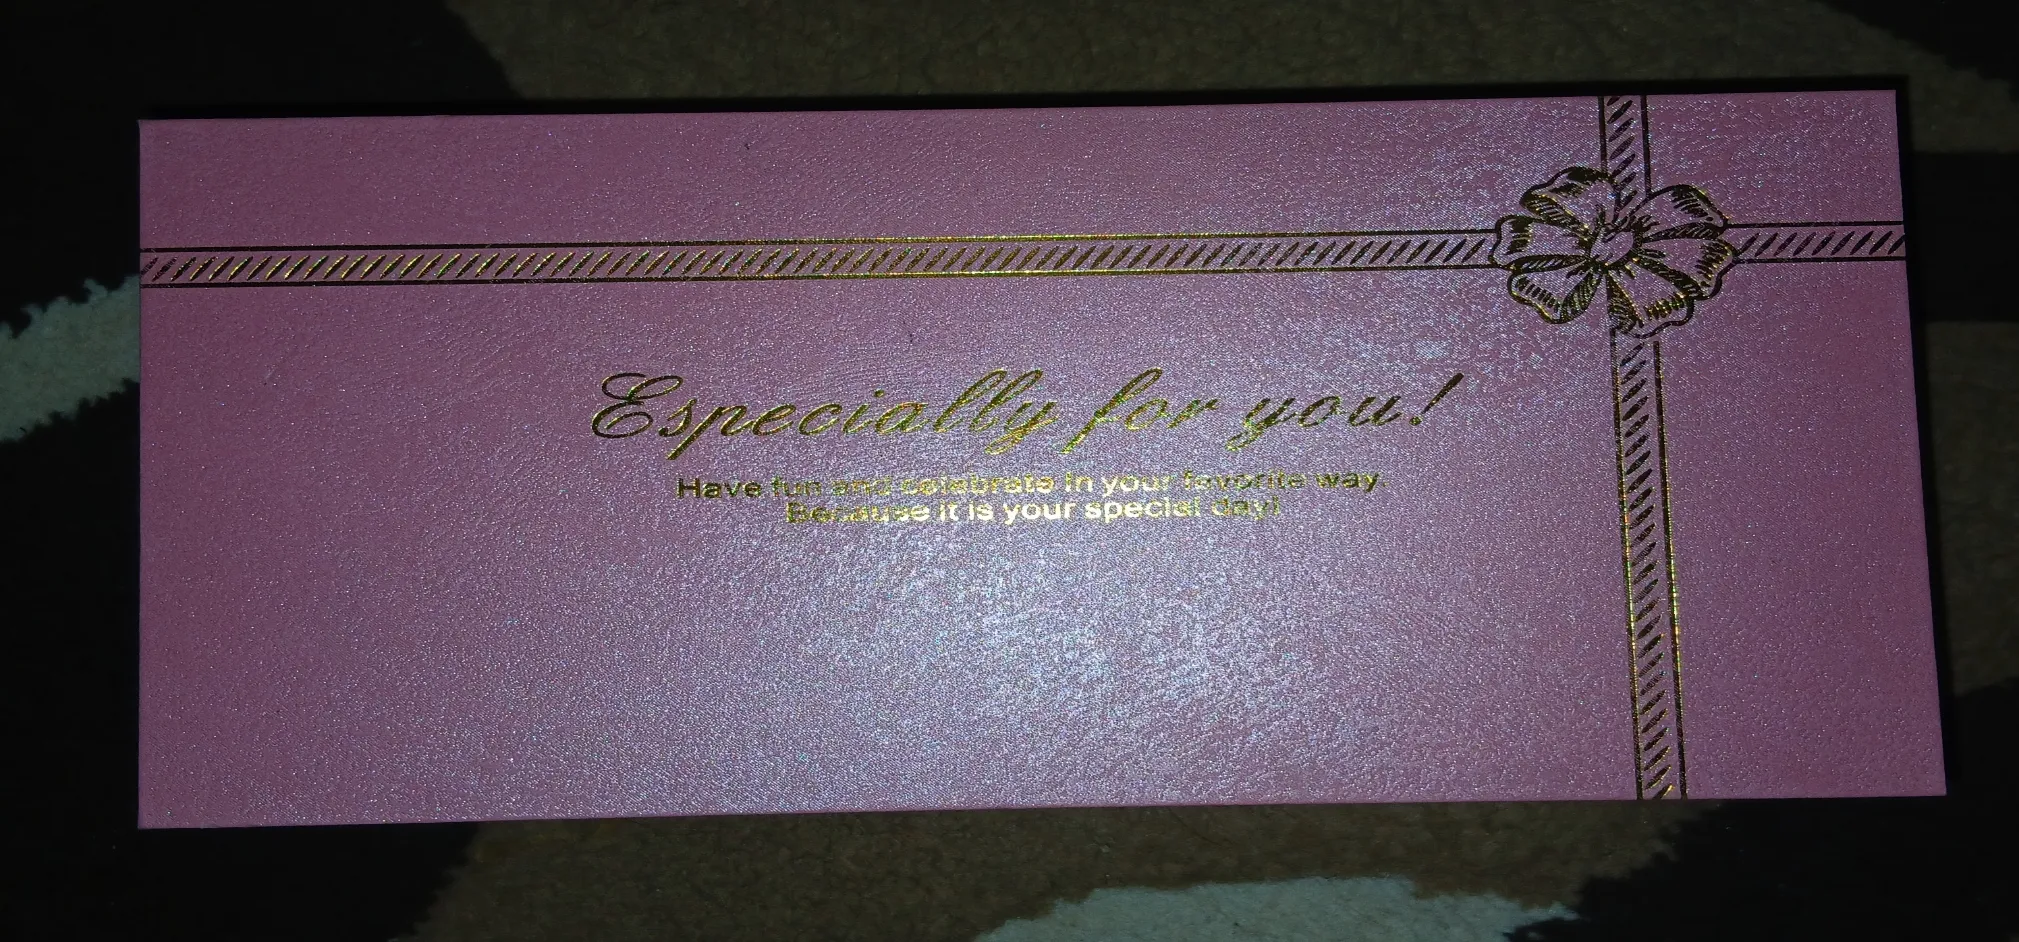 Especially for you!
Have fun and celebrate in your favorite way.
Because it is your special day!